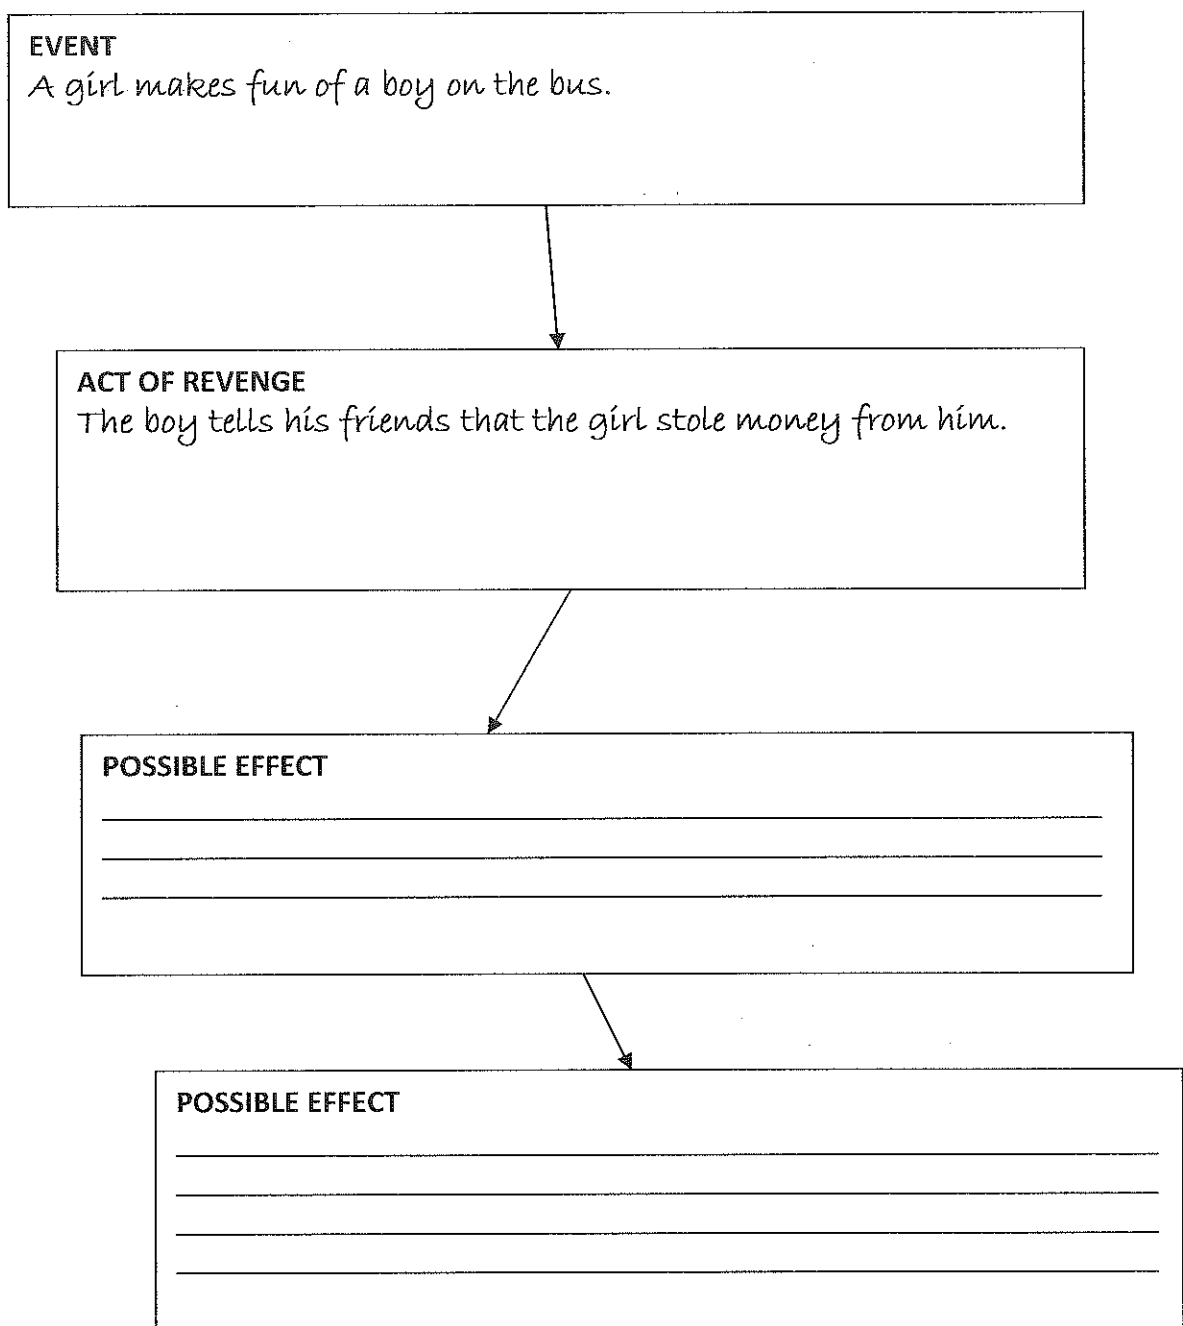 EVENT
A girl makes fun of a boy on the bus.
ACT OF REVENGE
The boy tells his friends that the girl stole money from him.
POSSIBLE EFFECT
POSSIBLE EFFECT